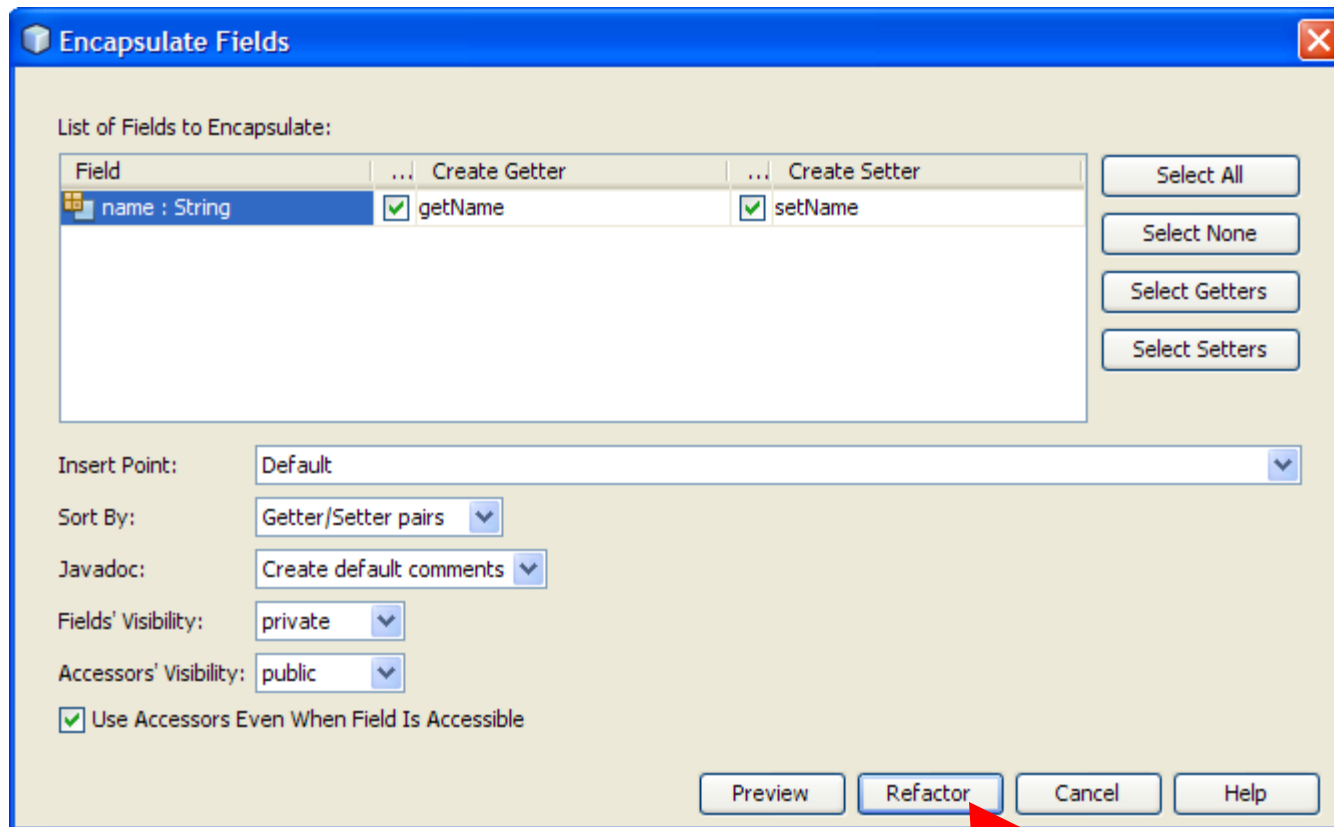 Encapsulate Fields
List of Fields to Encapsulate:
Field ... Create Getter ... Create Setter
name : String getName setName
Select All
Select None
Select Getters
Select Setters
Insert Point: Default
Sort By: Getter/Setter pairs
Javadoc: Create default comments
Fields' Visibility: private
Accessors' Visibility: public
Use Accessors Even When Field Is Accessible
Preview Refactor Cancel Help